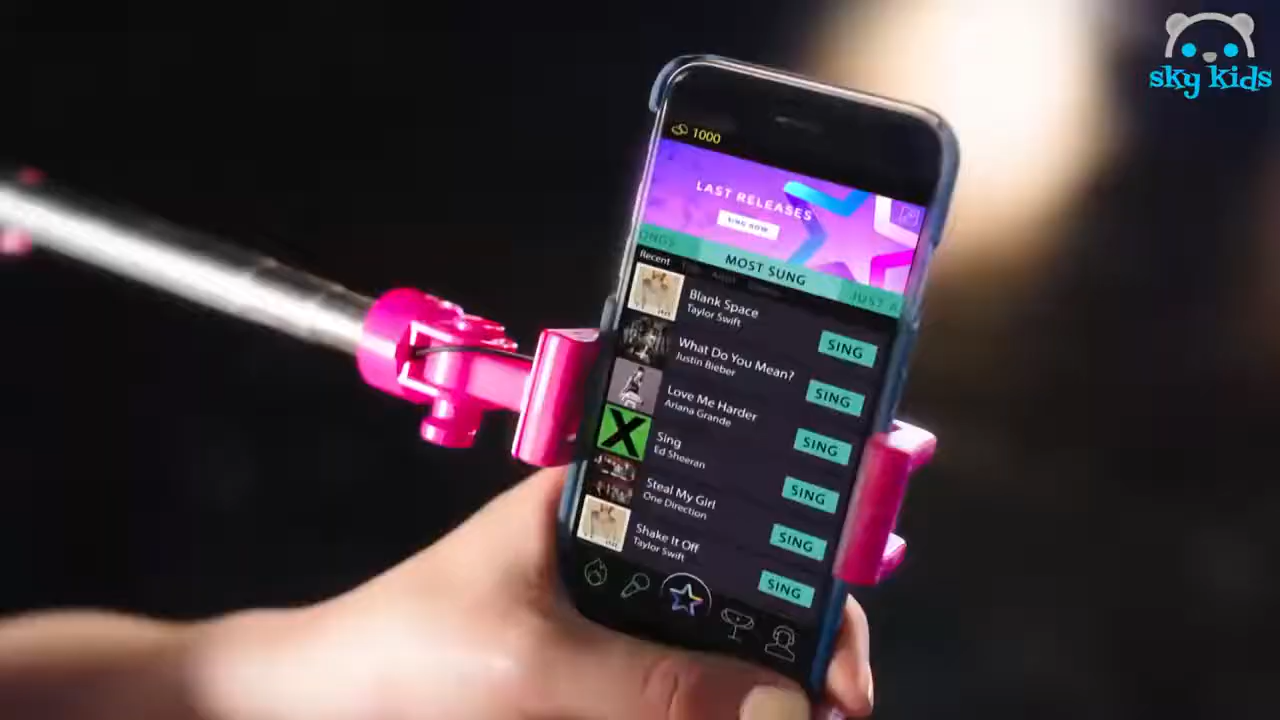 sky kids
1000
LAST RELEASES
SING NOW
ONGS
MOST SUNG
JUST A
Recent
Blank Space
Taylor Swift
SING
What Do You Mean?
Justin Bieber
SING
Love Me Harder
Ariana Grande
SING
Sing
Ed Sheeran
SING
Steal My Girl
One Direction
SING
Shake It Off
Taylor Swift
SING